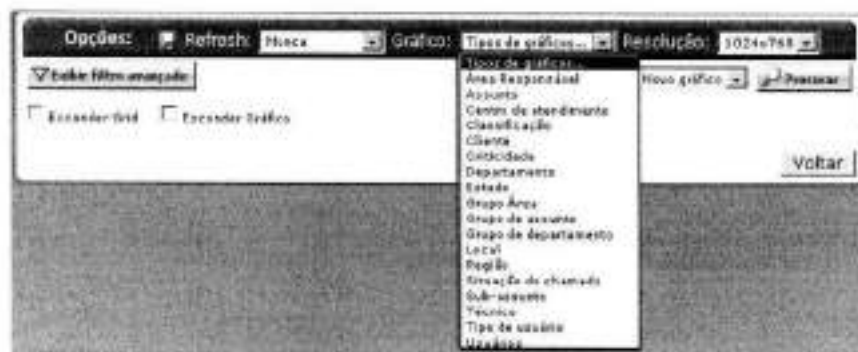 Opções: Refresh: Nunca Gráfico: Tipos de gráficos... Resolução: 1024x768
Exibir filtro avançado
Novo gráfico Processar
Esconder Grid Esconder Gráfico
Voltar
Tipos de gráficos...
Área Responsável
Assunto
Centro de atendimento
Classificação
Cliente
Criticidade
Departamento
Estado
Grupo Área
Grupo de assunto
Grupo de departamento
Local
Região
Situação do chamado
Sub-assunto
Técnico
Tipo de usuário
Usuários